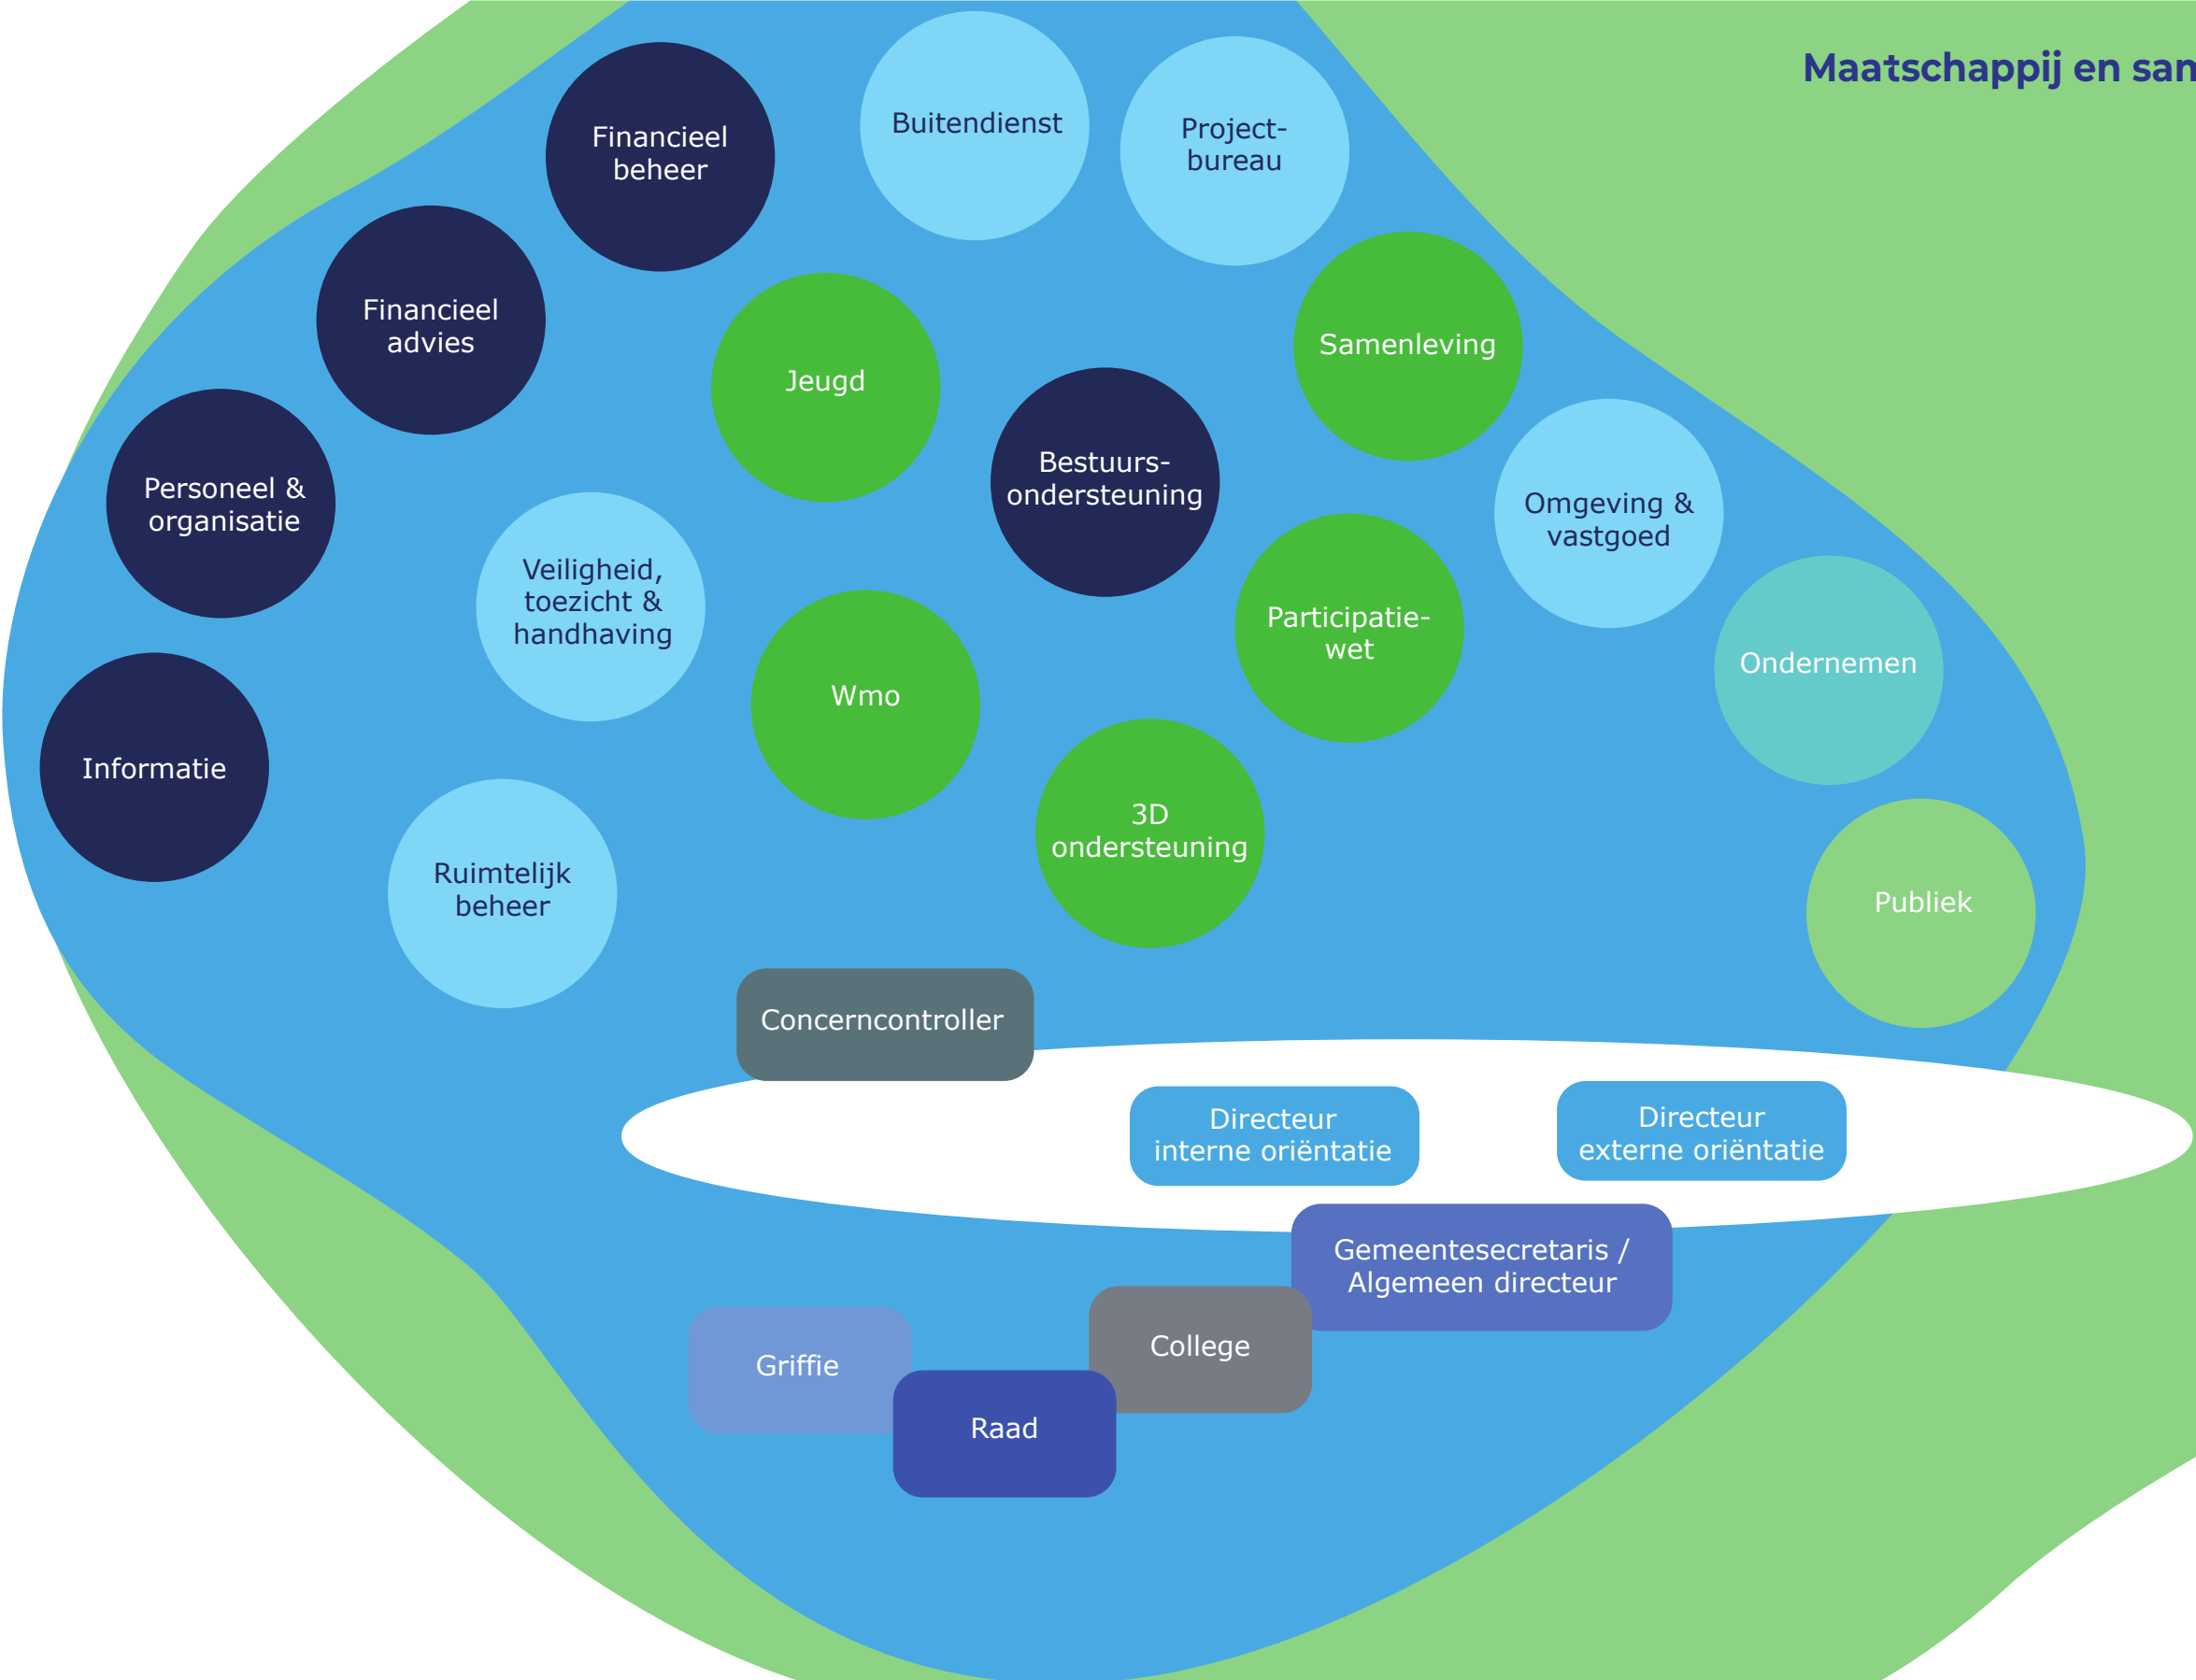 Maatschappij en
Buitendienst
Project-
bureau
Financieel
beheer
Financieel
advies
Samenleving
Jeugd
Bestuurs-
ondersteuning
Personeel &
organisatie
Omgeving &
vastgoed
Veiligheid,
toezicht &
handhaving
Participatie-
wet
Ondernemen
Wmo
Informatie
3D
ondersteuning
Ruimtelijk
beheer
Publiek
Concerncontroller
Directeur
interne oriëntatie
Directeur
externe oriëntatie
Gemeentesecretaris /
Algemeen directeur
College
Griffie
Raad